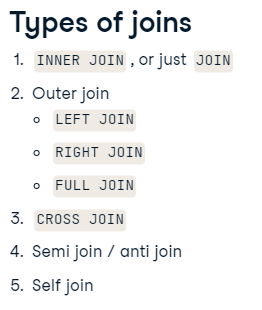 Types of joins
1. INNER JOIN , or just JOIN
2. Outer join
○ LEFT JOIN
○ RIGHT JOIN
○ FULL JOIN
3. CROSS JOIN
4. Semi join / anti join
5. Self join